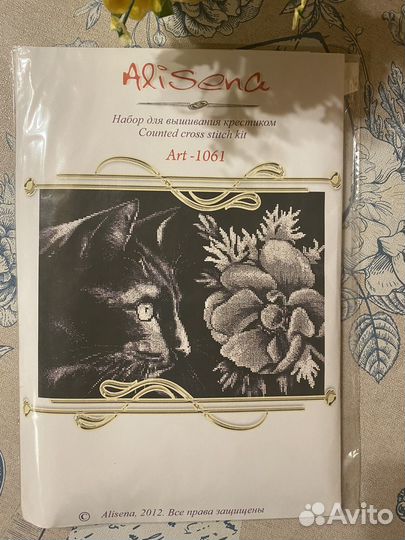 Alisena
Набор для вышивания крестиком
Counted cross stitch kit
Art -1061
© Alisena, 2012. Все права защищены
Avito